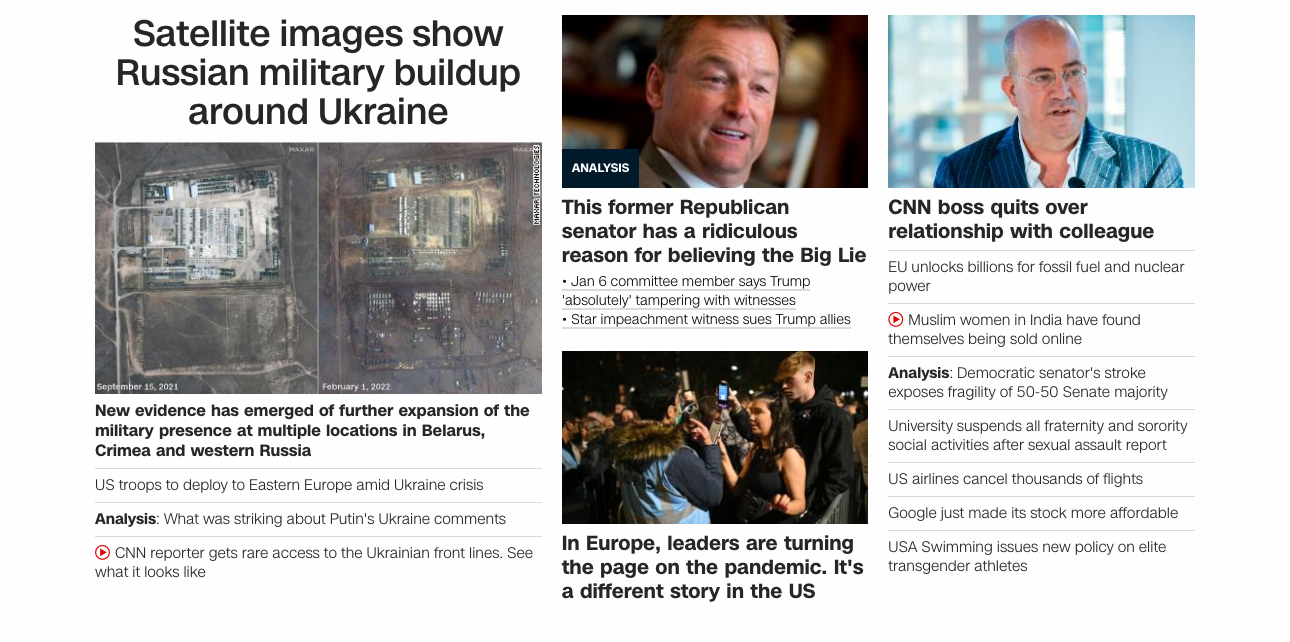 Satellite images show
Russian military buildup
around Ukraine
MAXAR
MAXAR TECHNOLOGIES
September 15, 2021
February 1, 2022
New evidence has emerged of further expansion of the
military presence at multiple locations in Belarus,
Crimea and western Russia
US troops to deploy to Eastern Europe amid Ukraine crisis
Analysis: What was striking about Putin's Ukraine comments
CNN reporter gets rare access to the Ukrainian front lines. See
what it looks like
ANALYSIS
This former Republican
senator has a ridiculous
reason for believing the Big Lie
• Jan 6 committee member says Trump
'absolutely' tampering with witnesses
• Star impeachment witness sues Trump allies
In Europe, leaders are turning
the page on the pandemic. It's
a different story in the US
CNN boss quits over
relationship with colleague
EU unlocks billions for fossil fuel and nuclear
power
Muslim women in India have found
themselves being sold online
Analysis: Democratic senator's stroke
exposes fragility of 50-50 Senate majority
University suspends all fraternity and sorority
social activities after sexual assault report
US airlines cancel thousands of flights
Google just made its stock more affordable
USA Swimming issues new policy on elite
transgender athletes